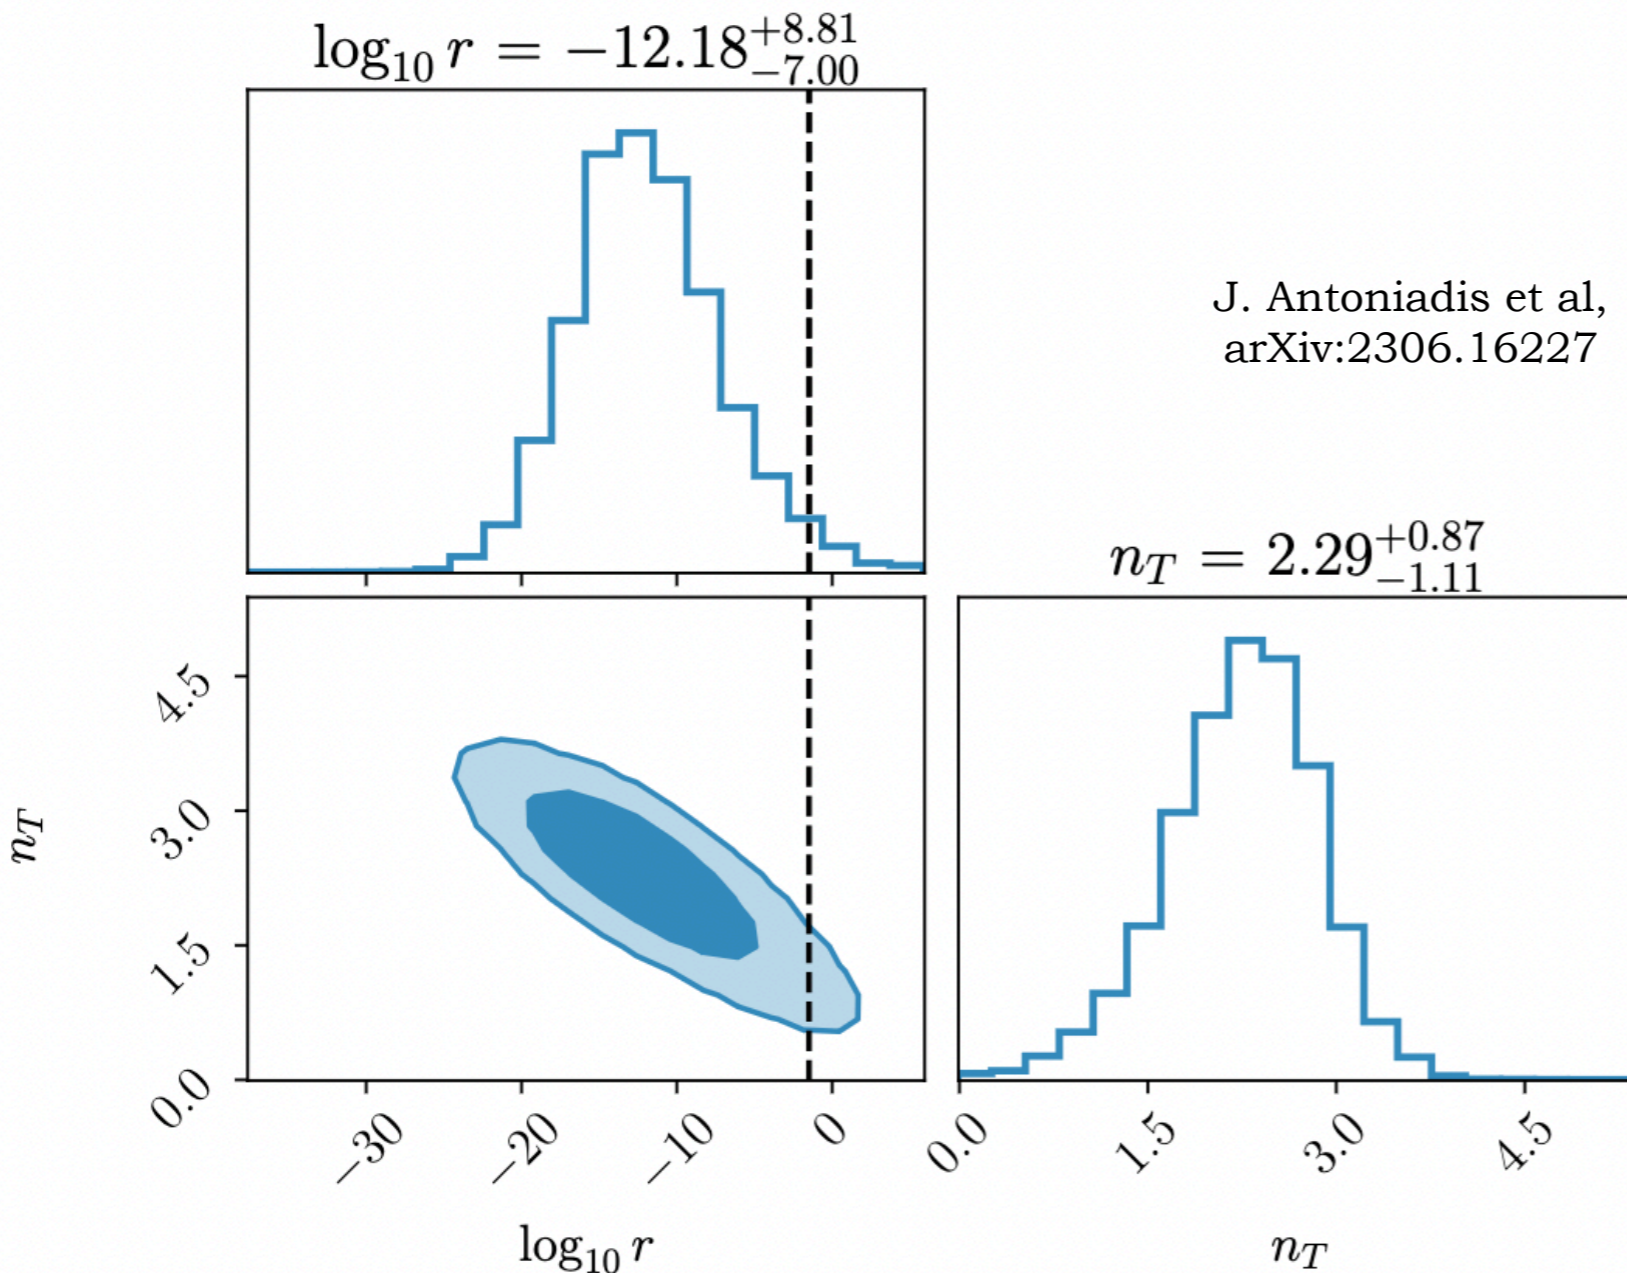 log₁₀ r = −12.18⁺⁸·⁸¹₋₇.₀₀
J. Antoniadis et al,
arXiv:2306.16227
n_T = 2.29⁺⁰·⁸⁷₋₁.₁₁
n_T
4.5
3.0
1.5
0.0
−30 −20 −10 0
log₁₀ r
0.0 1.5 3.0 4.5
n_T